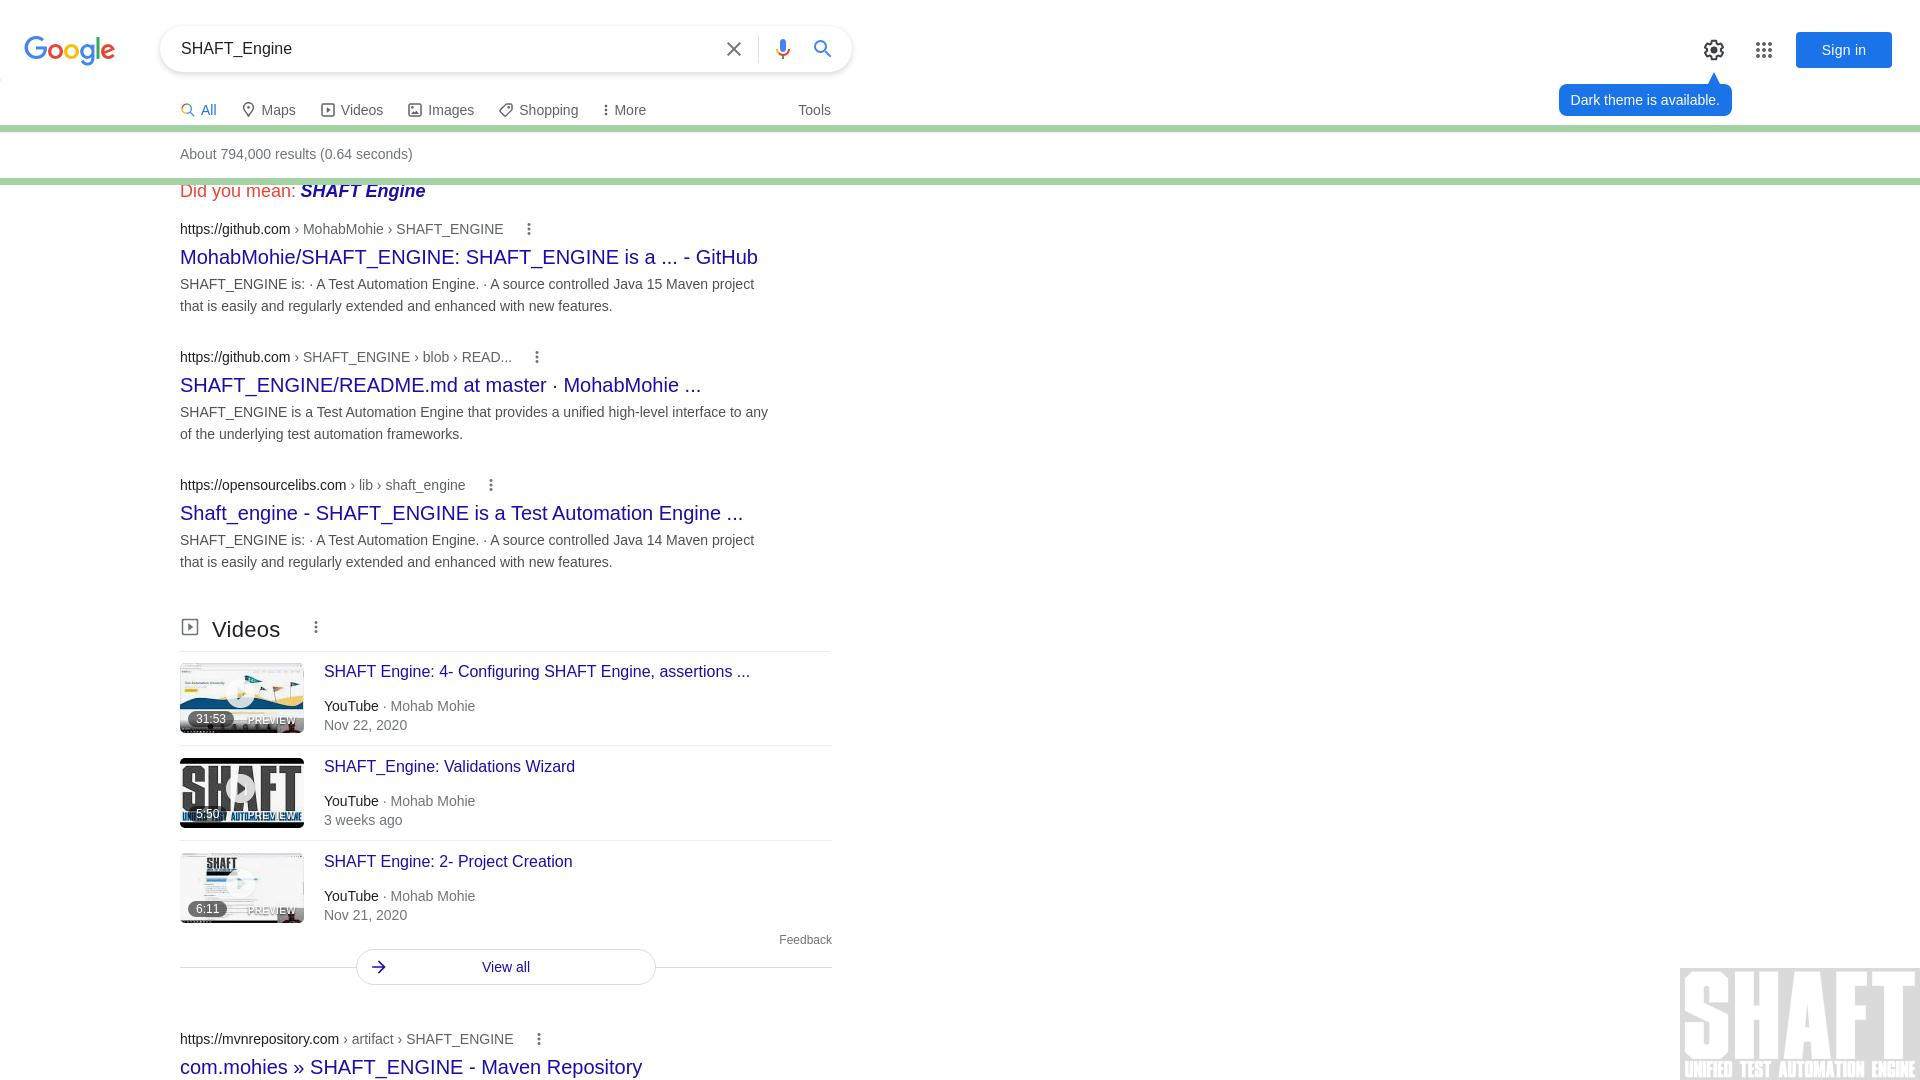 Google
SHAFT_Engine
Sign in
All
Maps
Videos
Images
Shopping
More
Tools
Dark theme is available.
About 794,000 results (0.64 seconds)
Did you mean: SHAFT Engine
https://github.com › MohabMohie › SHAFT_ENGINE
MohabMohie/SHAFT_ENGINE: SHAFT_ENGINE is a ... - GitHub
SHAFT_ENGINE is: · A Test Automation Engine. · A source controlled Java 15 Maven project
that is easily and regularly extended and enhanced with new features.
https://github.com › SHAFT_ENGINE › blob › READ...
SHAFT_ENGINE/README.md at master · MohabMohie ...
SHAFT_ENGINE is a Test Automation Engine that provides a unified high-level interface to any
of the underlying test automation frameworks.
https://opensourcelibs.com › lib › shaft_engine
Shaft_engine - SHAFT_ENGINE is a Test Automation Engine ...
SHAFT_ENGINE is: · A Test Automation Engine. · A source controlled Java 14 Maven project
that is easily and regularly extended and enhanced with new features.
Videos
SHAFT Engine: 4- Configuring SHAFT Engine, assertions ...
YouTube · Mohab Mohie
31:53
PREVIEW
Nov 22, 2020
SHAFT_Engine: Validations Wizard
SHAFT
YouTube · Mohab Mohie
5:50
PREVIEW
UNIFIED TEST AUTOMATION ENGINE
3 weeks ago
SHAFT Engine: 2- Project Creation
SHAFT
YouTube · Mohab Mohie
6:11
PREVIEW
Nov 21, 2020
Feedback
View all
https://mvnrepository.com › artifact › SHAFT_ENGINE
com.mohies » SHAFT_ENGINE - Maven Repository
SHAFT
UNIFIED TEST AUTOMATION ENGINE